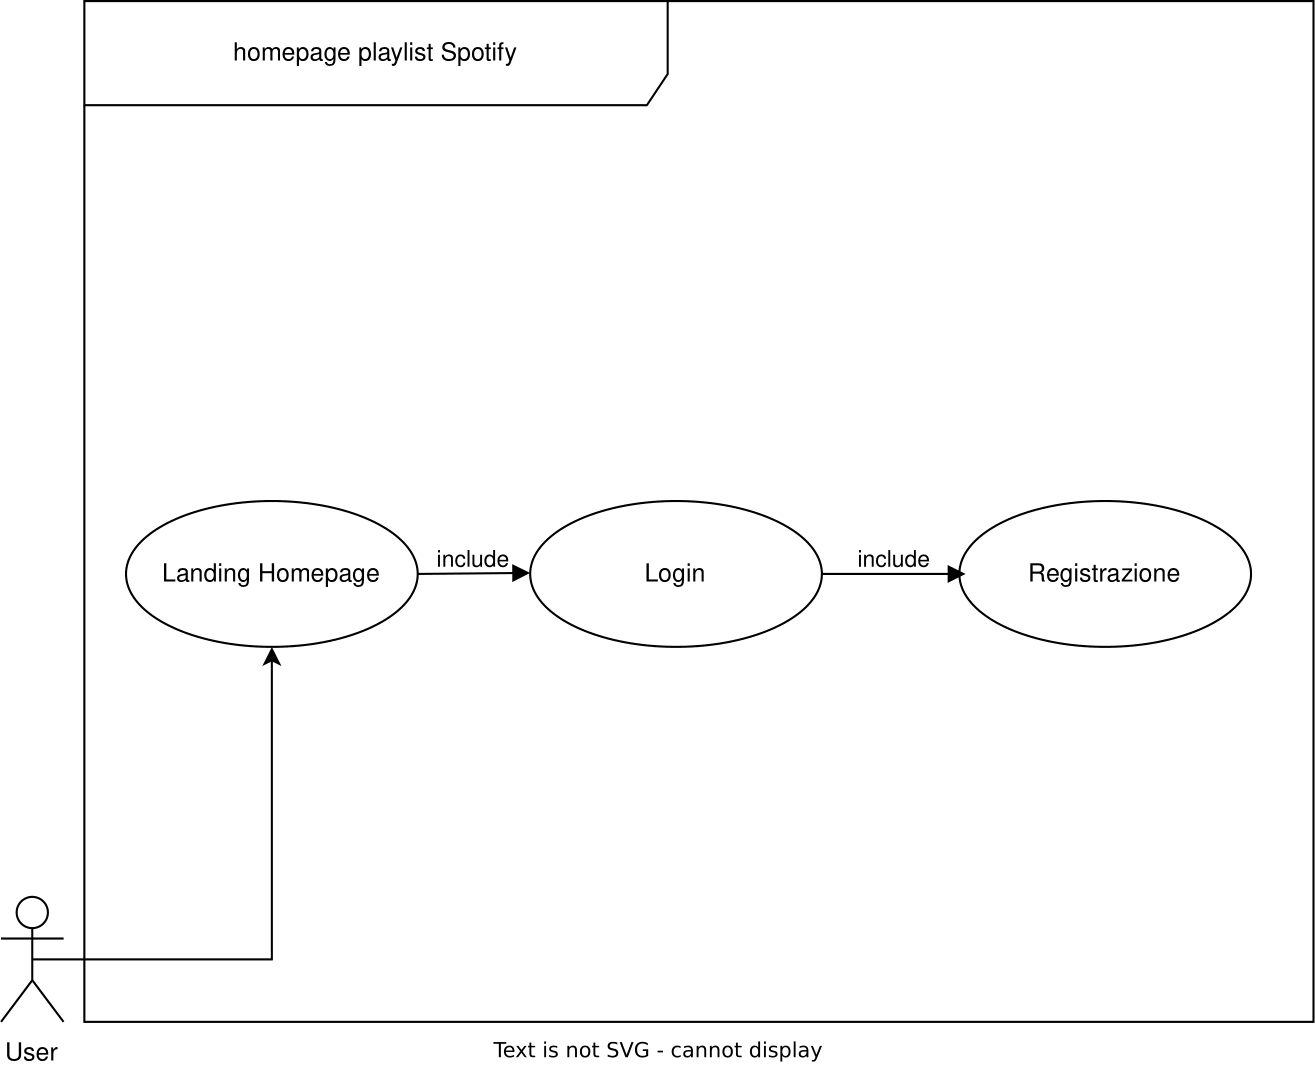 homepage playlist Spotify
Landing Homepage
include
Login
include
Registrazione
User
Text is not SVG - cannot display